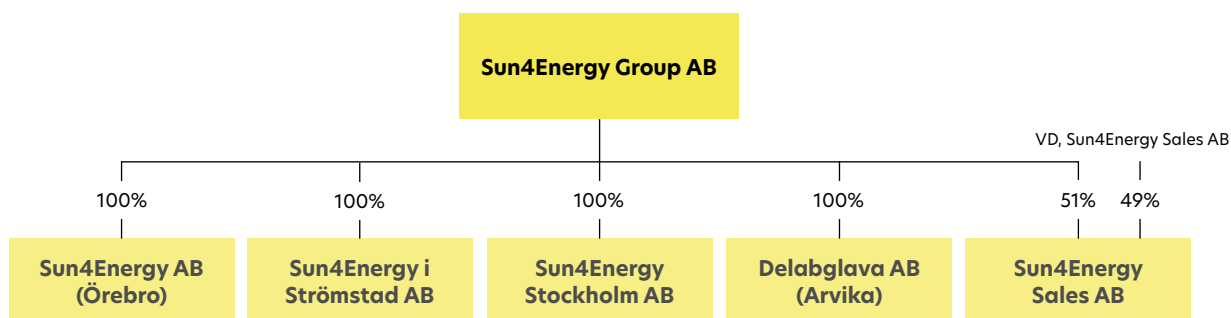 Sun4Energy Group AB
VD, Sun4Energy Sales AB
100%
100%
100%
100%
51%
49%
Sun4Energy AB
(Örebro)
Sun4Energy i
Strömstad AB
Sun4Energy
Stockholm AB
Delabglava AB
(Arvika)
Sun4Energy
Sales AB